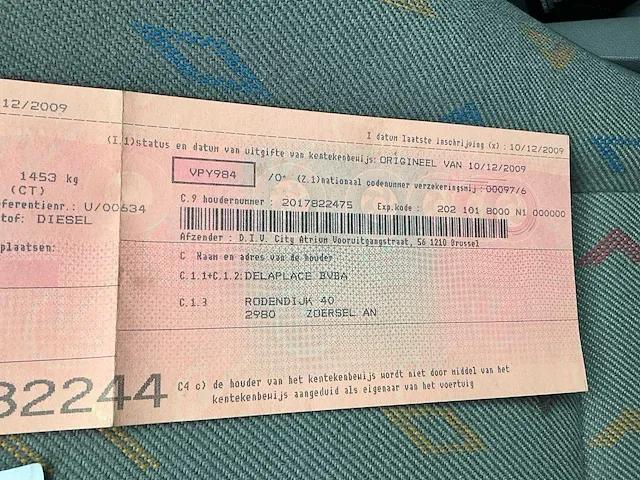 12/2009
I datum laatste inschrijving (x) : 10/12/2009
(I.1)status en datum van uitgifte van kentekenbewijs: ORIGINEEL VAN 10/12/2009
VPY984 /0* (Z.1)nationaal codenummer verzekeringsmij :00097/6
1453 kg
(CT)
C.9 houdernummer : 2017822475 Exp.kode : 202 101 8000 N1 000000
ferentienr.: U/00634
tof: DIESEL
Afzender : D.I.V. City Atrium Vooruitgangstraat, 56 1210 Brussel
plaatsen:
C Naam en adres van de houder
C.1.1+C.1.2:DELAPLACE BVBA
C.1.3 RODENDIJK 40
2980 ZOERSEL AN
82244
C4 c) de houder van het kentekenbewijs wordt niet door middel van het
kentekenbewijs aangeduid als eigenaar van het voertuig